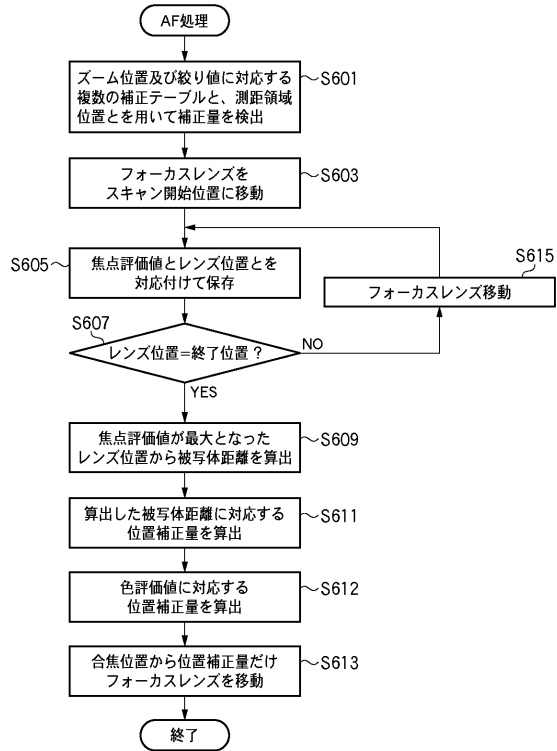 AF処理
ズーム位置及び絞り値に対応する
複数の補正テーブルと、測距領域
位置とを用いて補正量を検出
S601
フォーカスレンズを
スキャン開始位置に移動
S603
S605
焦点評価値とレンズ位置とを
対応付けて保存
S615
フォーカスレンズ移動
S607
レンズ位置=終了位置?
NO
YES
焦点評価値が最大となった
レンズ位置から被写体距離を算出
S609
算出した被写体距離に対応する
位置補正量を算出
S611
色評価値に対応する
位置補正量を算出
S612
合焦位置から位置補正量だけ
フォーカスレンズを移動
S613
終了